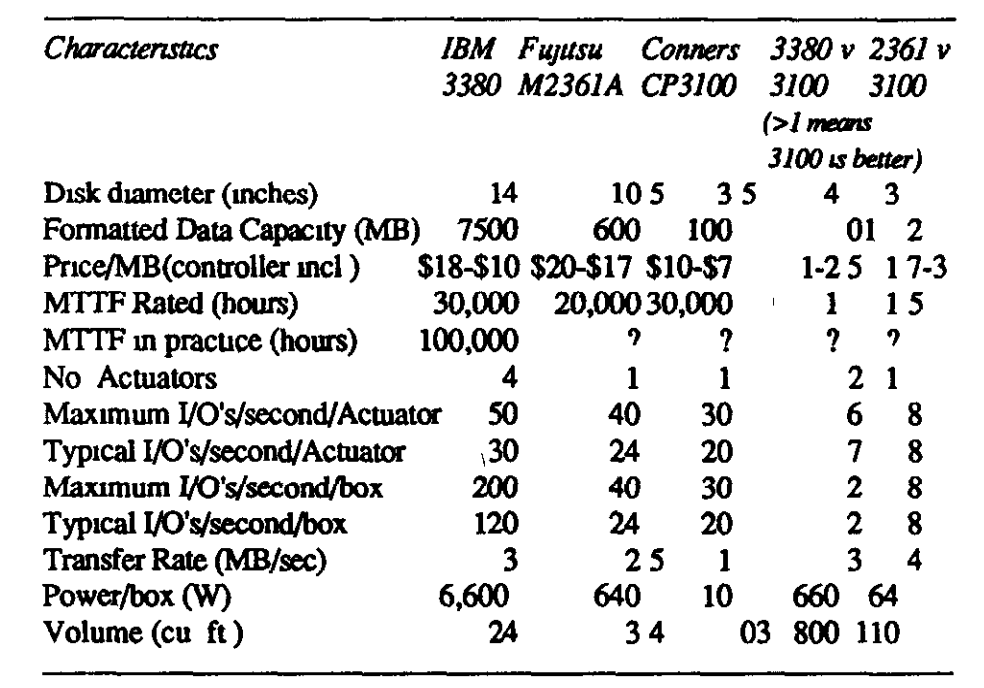 Characteristics IBM Fujitsu Conners 3380 v 2361 v
3380 M2361A CP3100 3100 3100
(>1 means
3100 is better)
Disk diameter (inches) 14 10 5 3 5 4 3
Formatted Data Capacity (MB) 7500 600 100 01 2
Price/MB(controller incl ) $18-$10 $20-$17 $10-$7 1-2 5 1 7-3
MTTF Rated (hours) 30,000 20,000 30,000 1 1 5
MTTF in practice (hours) 100,000 ? ? ? ?
No Actuators 4 1 1 2 1
Maximum I/O's/second/Actuator 50 40 30 6 8
Typical I/O's/second/Actuator 30 24 20 7 8
Maximum I/O's/second/box 200 40 30 2 8
Typical I/O's/second/box 120 24 20 2 8
Transfer Rate (MB/sec) 3 2 5 1 3 4
Power/box (W) 6,600 640 10 660 64
Volume (cu ft ) 24 3 4 03 800 110